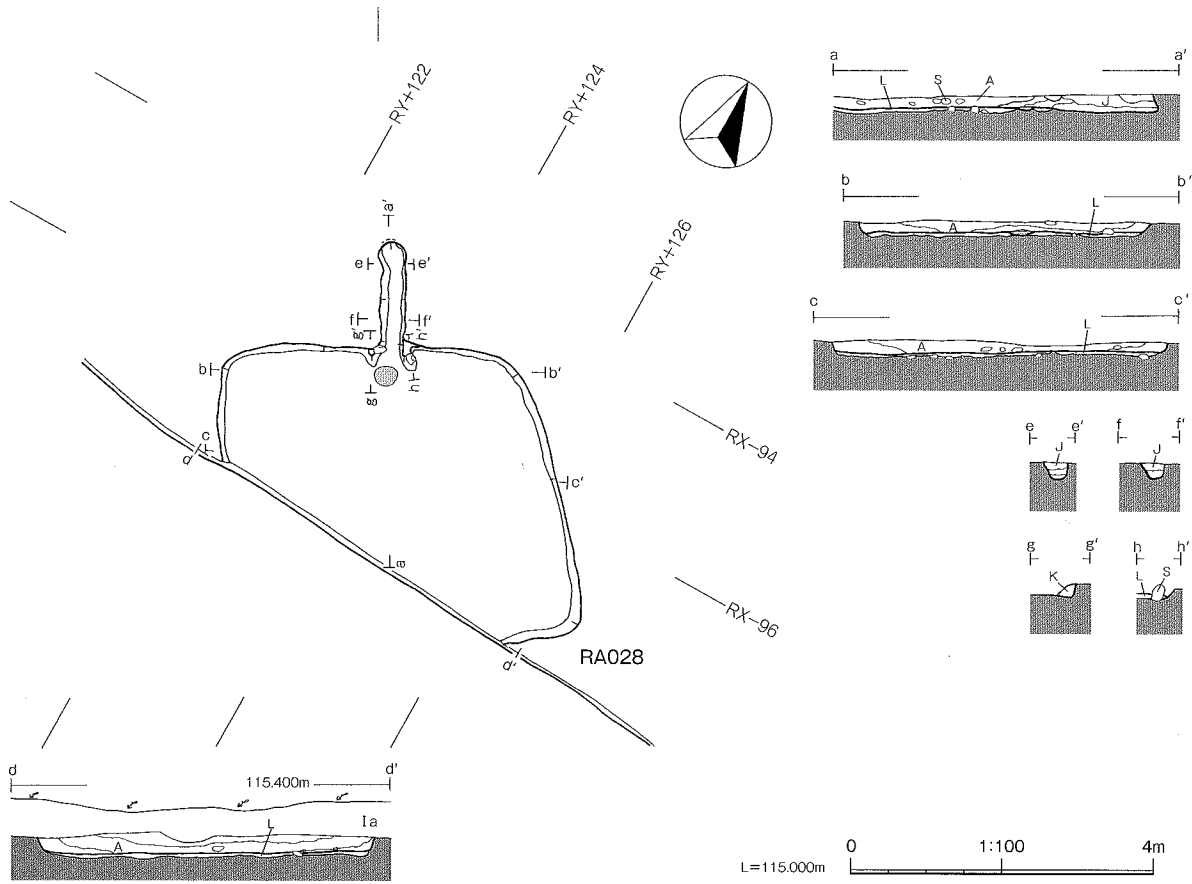 RY+122
RY+124
RY+126
RX-94
RX-96
a'
e e'
f f'
g' h'
b b'
g h
c
d
c'
a
d'
RA028
a a'
L S A J
b b'
A L
c c'
A L
e e' f f'
J J
g g' h h'
K L S
d d'
115.400m
Ia
A L
L=115.000m
0 1:100 4m